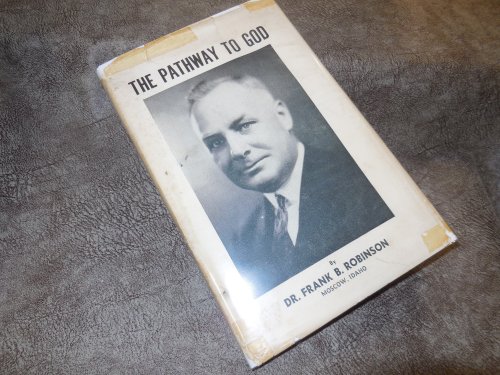 THE PATHWAY TO GOD
By
DR. FRANK B. ROBINSON
MOSCOW, IDAHO